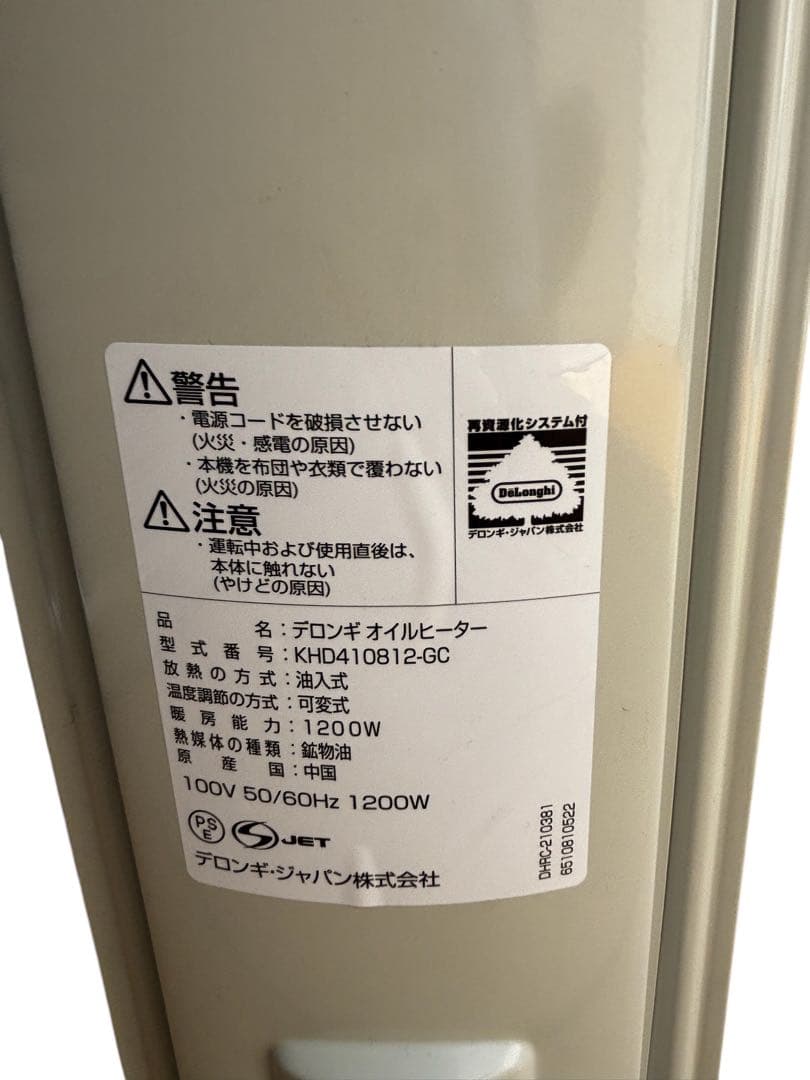 警告
・電源コードを破損させない
(火災・感電の原因)
・本機を布団や衣類で覆わない
(火災の原因)
注意
・運転中および使用直後は、
本体に触れない
(やけどの原因)
再資源化システム付
DeLonghi
デロンギ・ジャパン株式会社
品名:デロンギ オイルヒーター
型式番号:KHD410812-GC
放熱の方式:油入式
温度調節の方式:可変式
暖房能力:1200W
熱媒体の種類:鉱物油
原産国:中国
100V 50/60Hz 1200W
PS
E
JET
デロンギ・ジャパン株式会社
DHRC-210381
6510810522